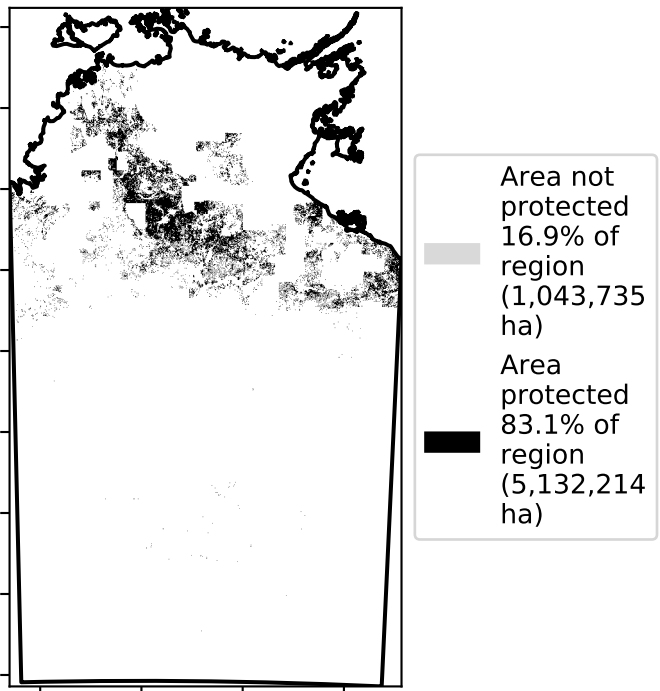 Area not
protected
16.9% of
region
(1,043,735
ha)
Area
protected
83.1% of
region
(5,132,214
ha)